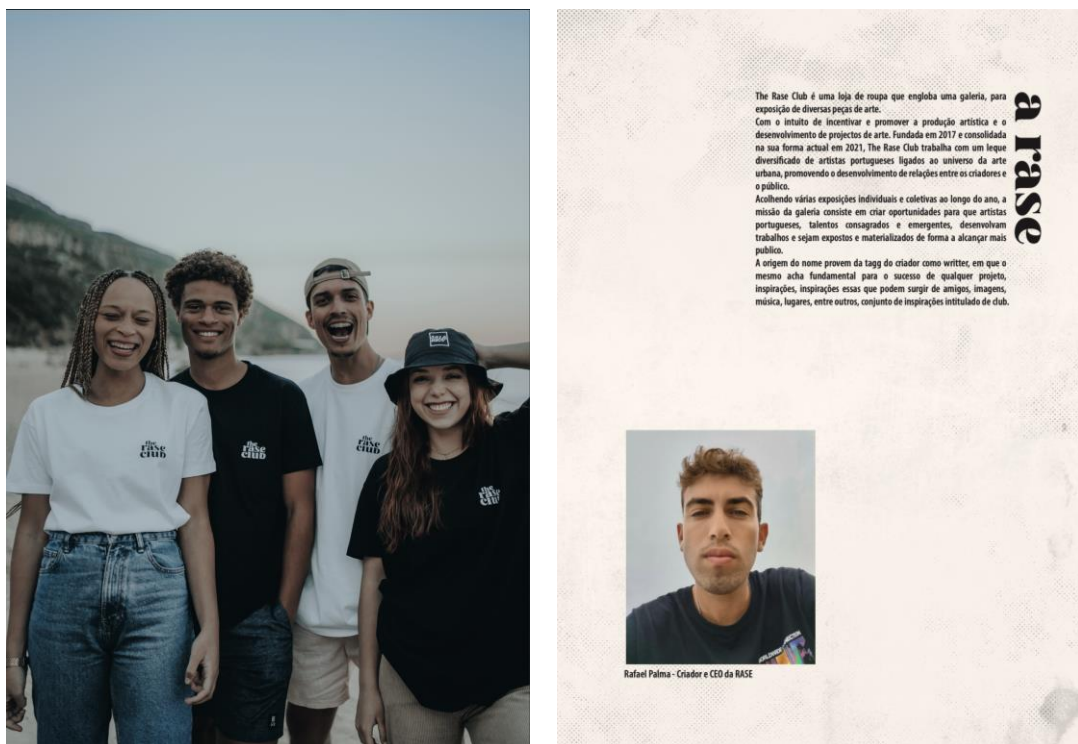 the
rase
club
the
rase
club
the
rase
club
the
rase
clu
a rase
The Rase Club é uma loja de roupa que engloba uma galeria, para
exposição de diversas peças de arte.
Com o intuito de incentivar e promover a produção artística e o
desenvolvimento de projectos de arte. Fundada em 2017 e consolidada
na sua forma actual em 2021, The Rase Club trabalha com um leque
diversificado de artistas portugueses ligados ao universo da arte
urbana, promovendo o desenvolvimento de relações entre os criadores e
o público.
Acolhendo várias exposições individuais e coletivas ao longo do ano, a
missão da galeria consiste em criar oportunidades para que artistas
portugueses, talentos consagrados e emergentes, desenvolvam
trabalhos e sejam expostos e materializados de forma a alcançar mais
publico.
A origem do nome provem da tagg do criador como writter, em que o
mesmo acha fundamental para o sucesso de qualquer projeto,
inspirações, inspirações essas que podem surgir de amigos, imagens,
música, lugares, entre outros, conjunto de inspirações intitulado de club.
Rafael Palma - Criador e CEO da RASE